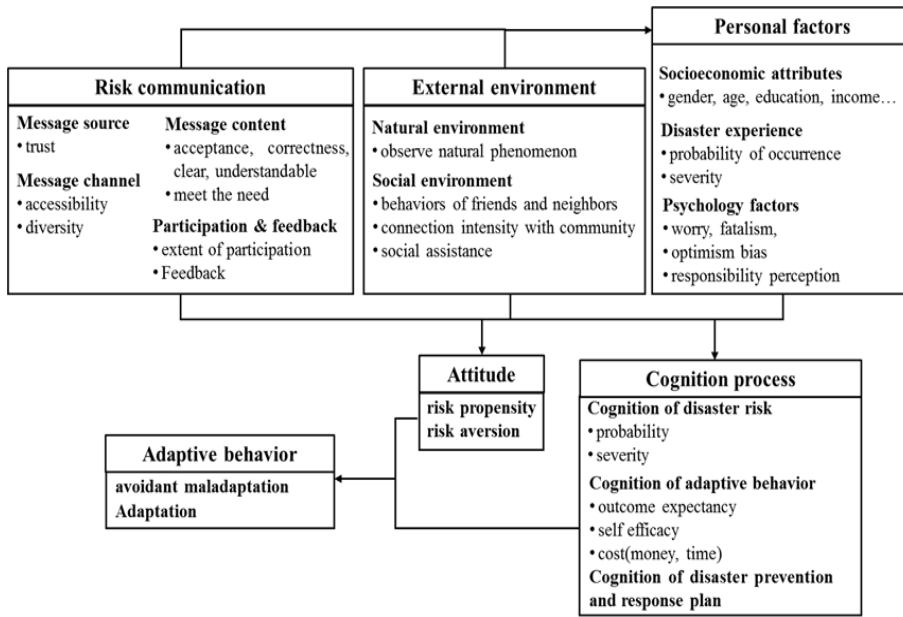 Risk communication
Message source
• trust
Message channel
• accessibility
• diversity
Message content
• acceptance, correctness,
clear, understandable
• meet the need
Participation & feedback
• extent of participation
• Feedback
External environment
Natural environment
• observe natural phenomenon
Social environment
• behaviors of friends and neighbors
• connection intensity with community
• social assistance
Personal factors
Socioeconomic attributes
• gender, age, education, income…
Disaster experience
• probability of occurrence
• severity
Psychology factors
• worry, fatalism,
• optimism bias
• responsibility perception
Attitude
risk propensity
risk aversion
Cognition process
Cognition of disaster risk
• probability
• severity
Cognition of adaptive behavior
• outcome expectancy
• self efficacy
• cost(money, time)
Cognition of disaster prevention
and response plan
Adaptive behavior
avoidant maladaptation
Adaptation